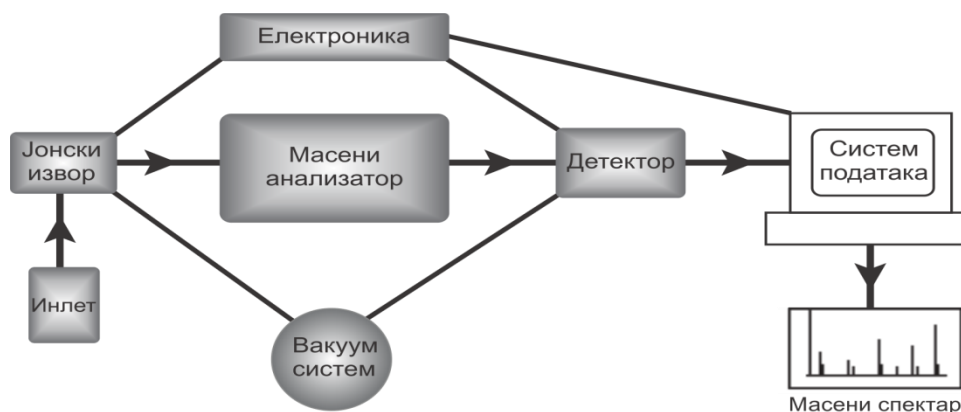 Електроника
Јонски
извор
Масени
анализатор
Детектор
Систем
података
Инлет
Вакуум
систем
Масени спектар